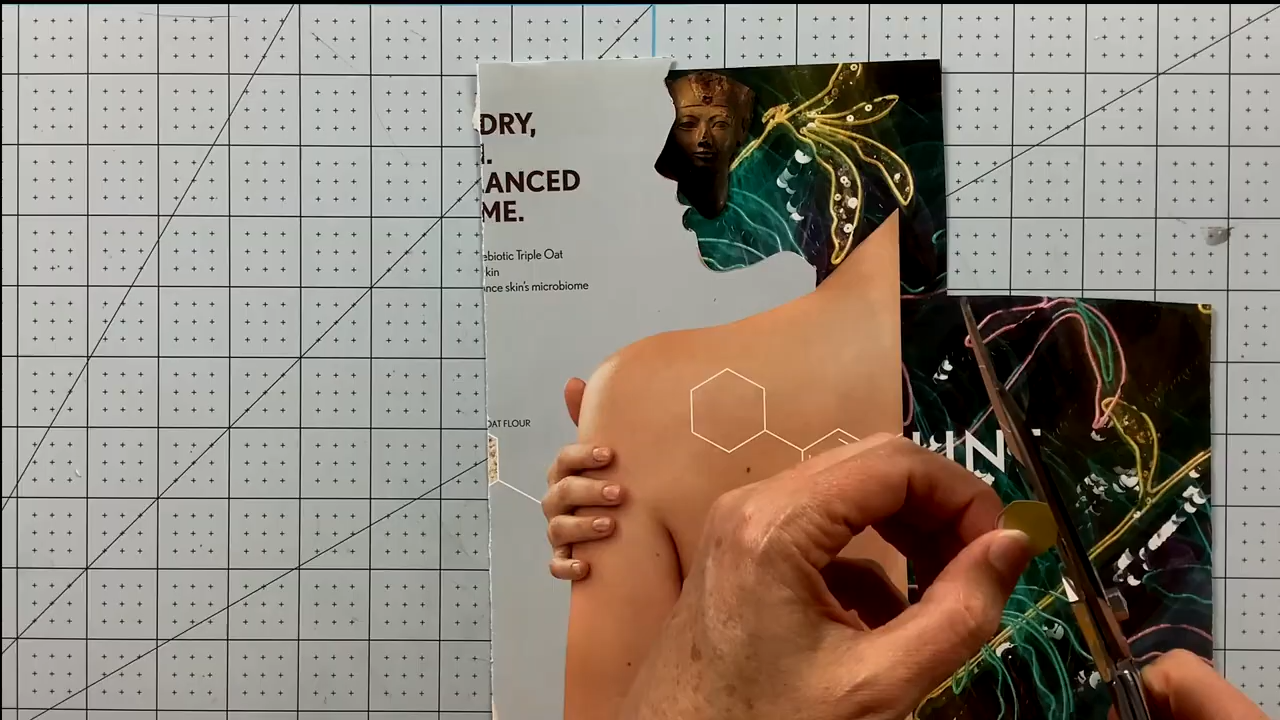 DRY,
.
ANCED
ME.
ebiotic Triple Oat
kin
nce skin's microbiome
OAT FLOUR